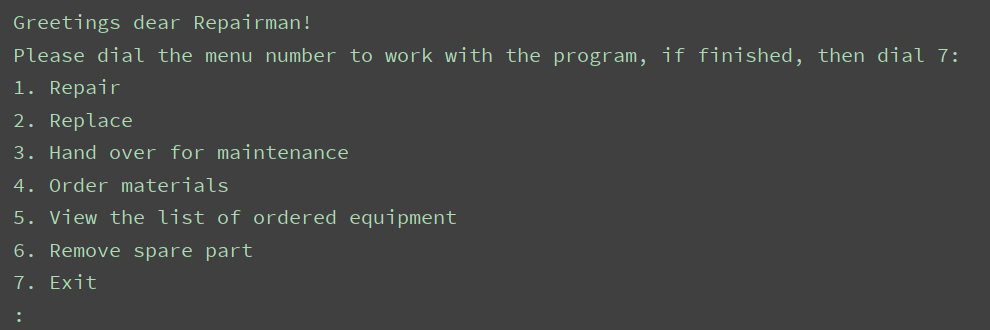 Greetings dear Repairman!
Please dial the menu number to work with the program, if finished, then dial 7:
1. Repair
2. Replace
3. Hand over for maintenance
4. Order materials
5. View the list of ordered equipment
6. Remove spare part
7. Exit
: